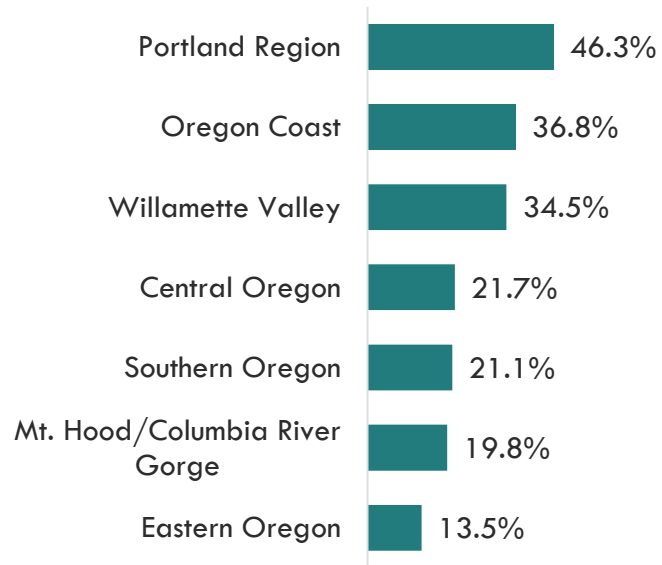 Portland Region 46.3%
Oregon Coast 36.8%
Willamette Valley 34.5%
Central Oregon 21.7%
Southern Oregon 21.1%
Mt. Hood/Columbia River
Gorge 19.8%
Eastern Oregon 13.5%